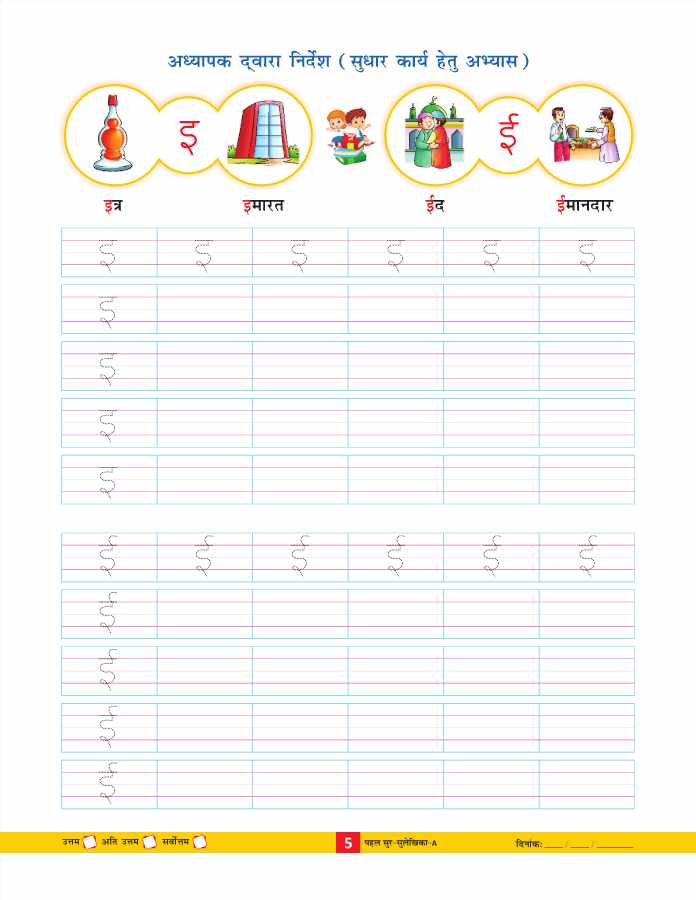 अध्यापक द्‌वारा निर्देश ( सुधार कार्य हेतु अभ्यास )
इ ई
इत्र इमारत ईद ईमानदार
इ इ इ इ इ इ
इ
इ
इ
इ
ई ई ई ई ई ई
ई
ई
ई
ई
उत्तम अति उत्तम सर्वोत्तम 5 पहल सुर-सुलेखिका-A दिनांकः ____ / ____ / ________